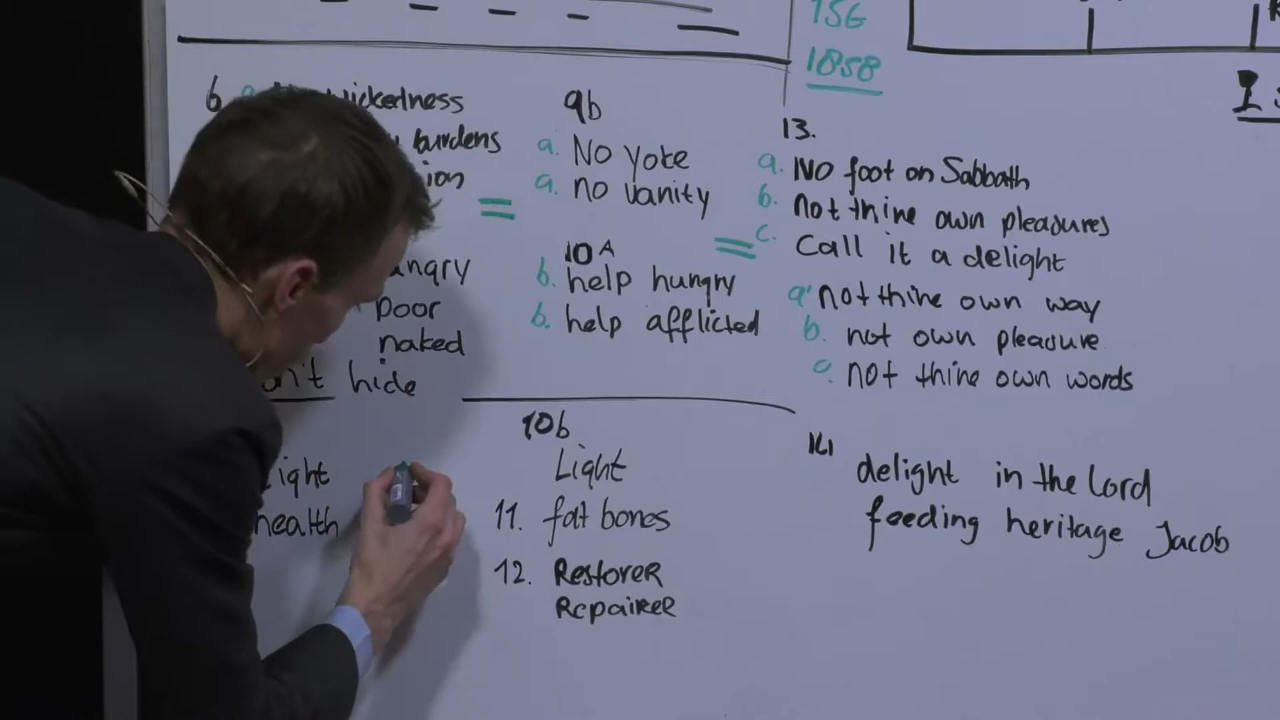 156
1858
6 a wickedness
burdens
=
hungry
poor
naked
hide
Light
health
9b
a. No yoke
a. no vanity
10 A
b. help hungry
b. help afflicted
=
10b
Light
11. fat bones
12. Restorer
Repairer
13.
a. No foot on Sabbath
b. not thine own pleasures
c. call it a delight
a. not thine own way
b. not own pleasure
c. not thine own words
14
delight in the Lord
feeding heritage Jacob